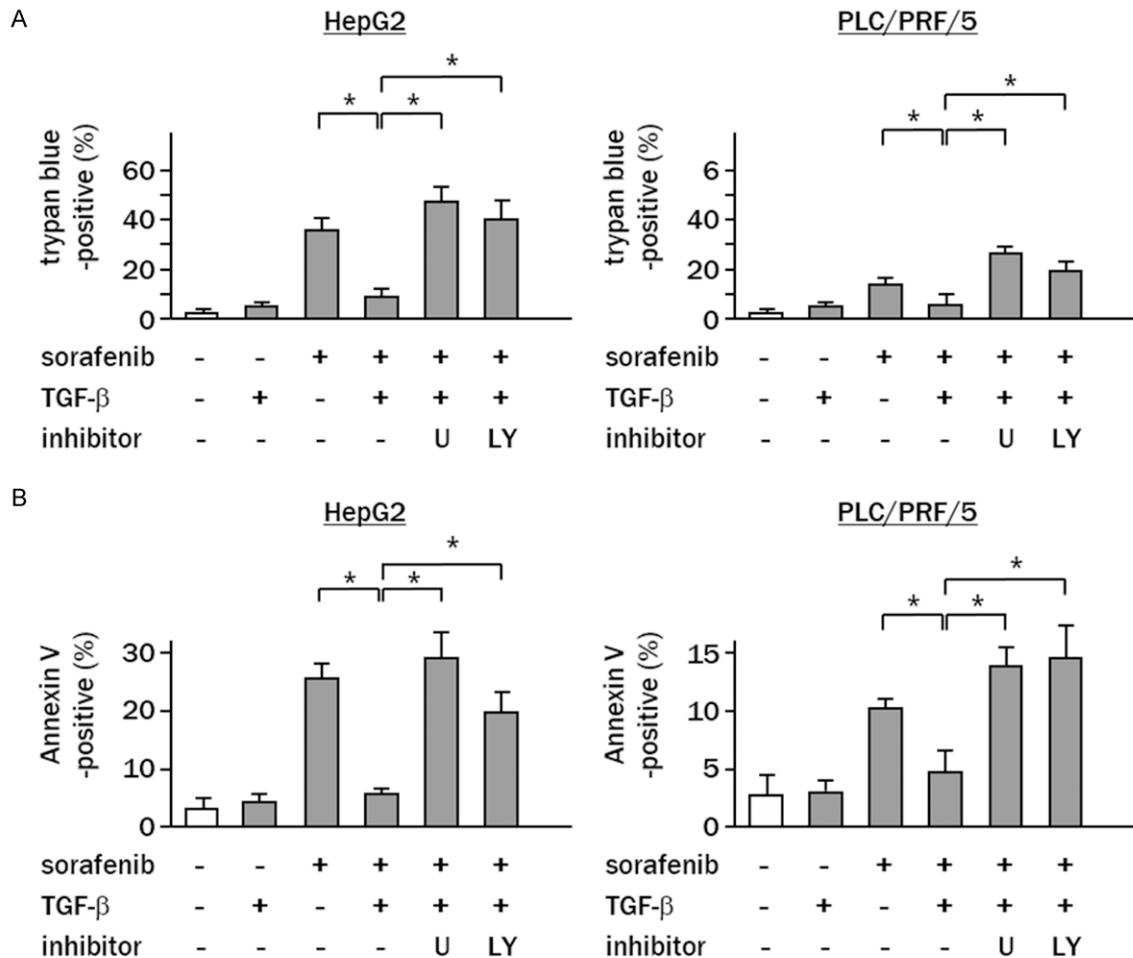 A
HepG2
PLC/PRF/5
*
*
*
*
*
*
trypan blue
-positive (%)
60
40
20
0
trypan blue
-positive (%)
6
40
20
0
sorafenib - - + + + +
TGF-β - + - + + +
inhibitor - - - - U LY
sorafenib - - + + + +
TGF-β - + - + + +
inhibitor - - - - U LY
B
HepG2
PLC/PRF/5
*
*
*
*
*
*
Annexin V
-positive (%)
30
20
10
0
Annexin V
-positive (%)
15
10
5
0
sorafenib - - + + + +
TGF-β - + - + + +
inhibitor - - - - U LY
sorafenib - - + + + +
TGF-β - + - + + +
inhibitor - - - - U LY